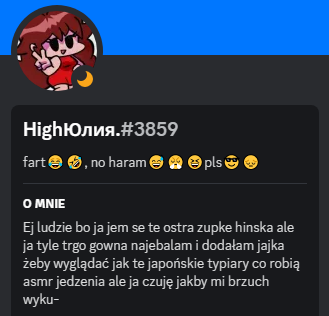 HighЮлия.#3859
fart😂🤣, no haram😅😤😆pls😎😞
O MNIE
Ej ludzie bo ja jem se te ostra zupke hinska ale
ja tyle trgo gowna najebalam i dodałam jajka
żeby wyglądać jak te japońskie typiary co robią
asmr jedzenia ale ja czuję jakby mi brzuch
wyku-